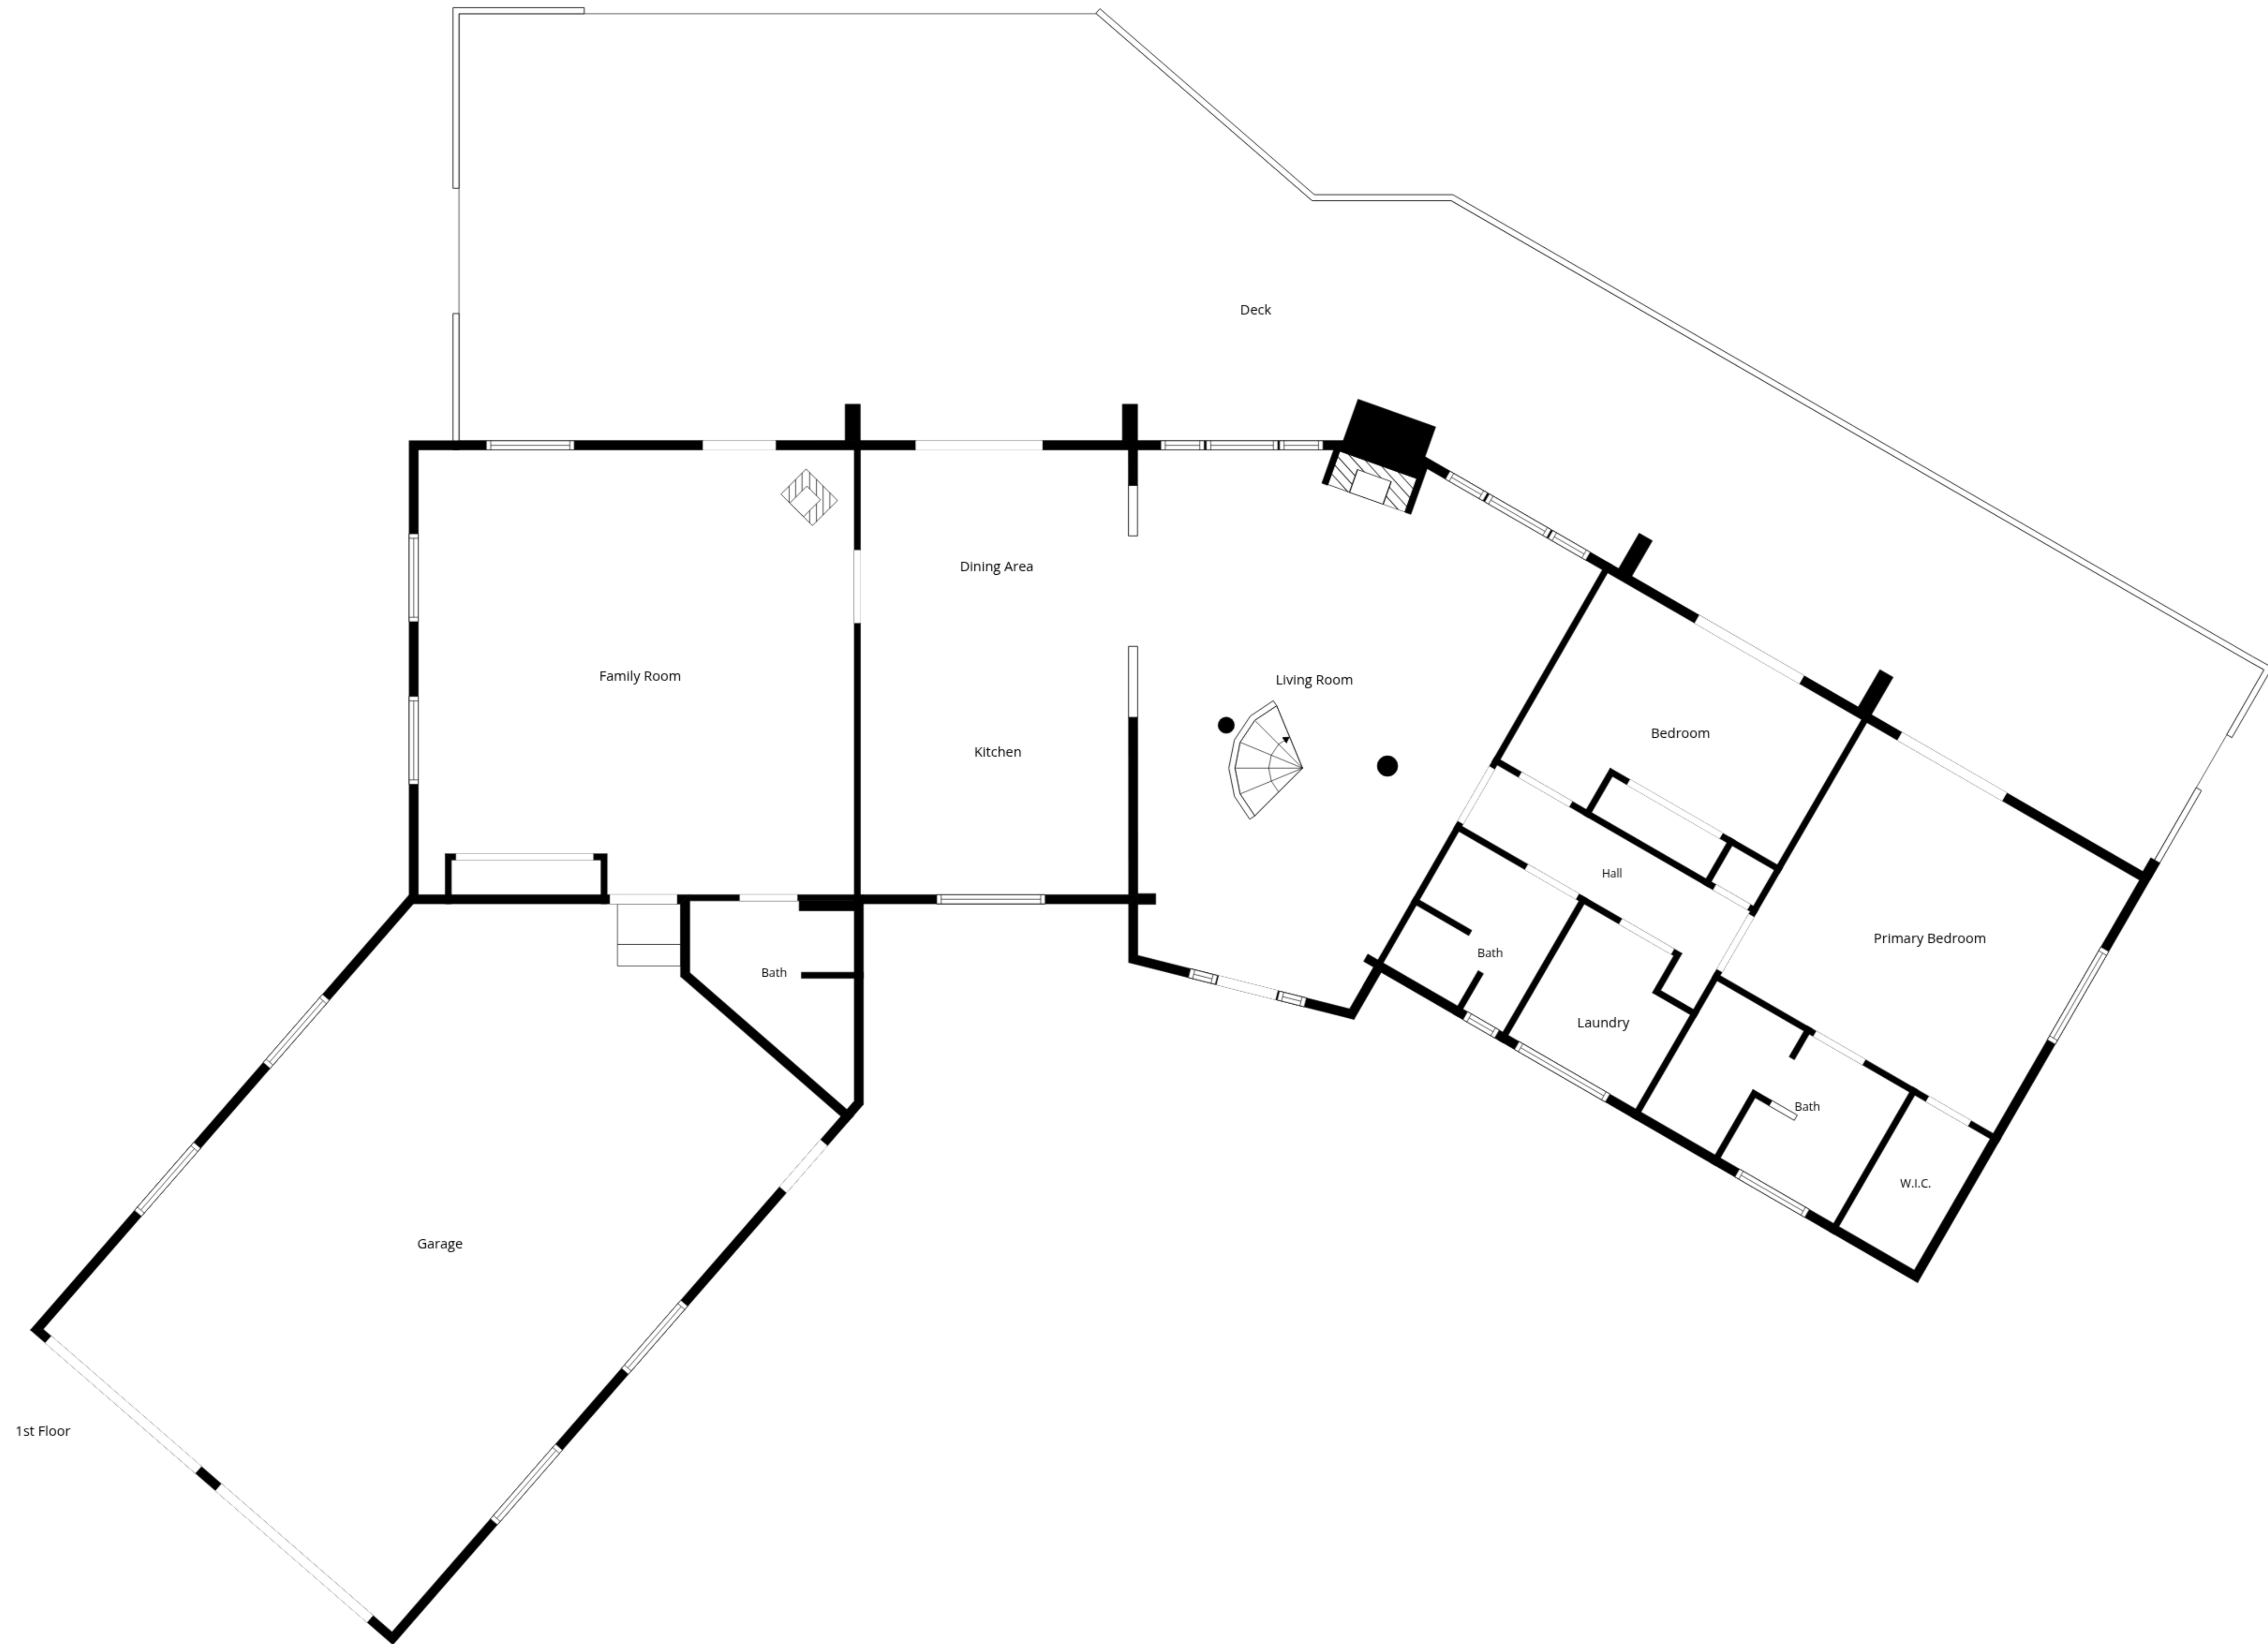 Deck
Dining Area
Family Room
Living Room
Bedroom
Kitchen
Hall
Primary Bedroom
Bath
Bath
Laundry
Bath
W.I.C.
Garage
1st Floor